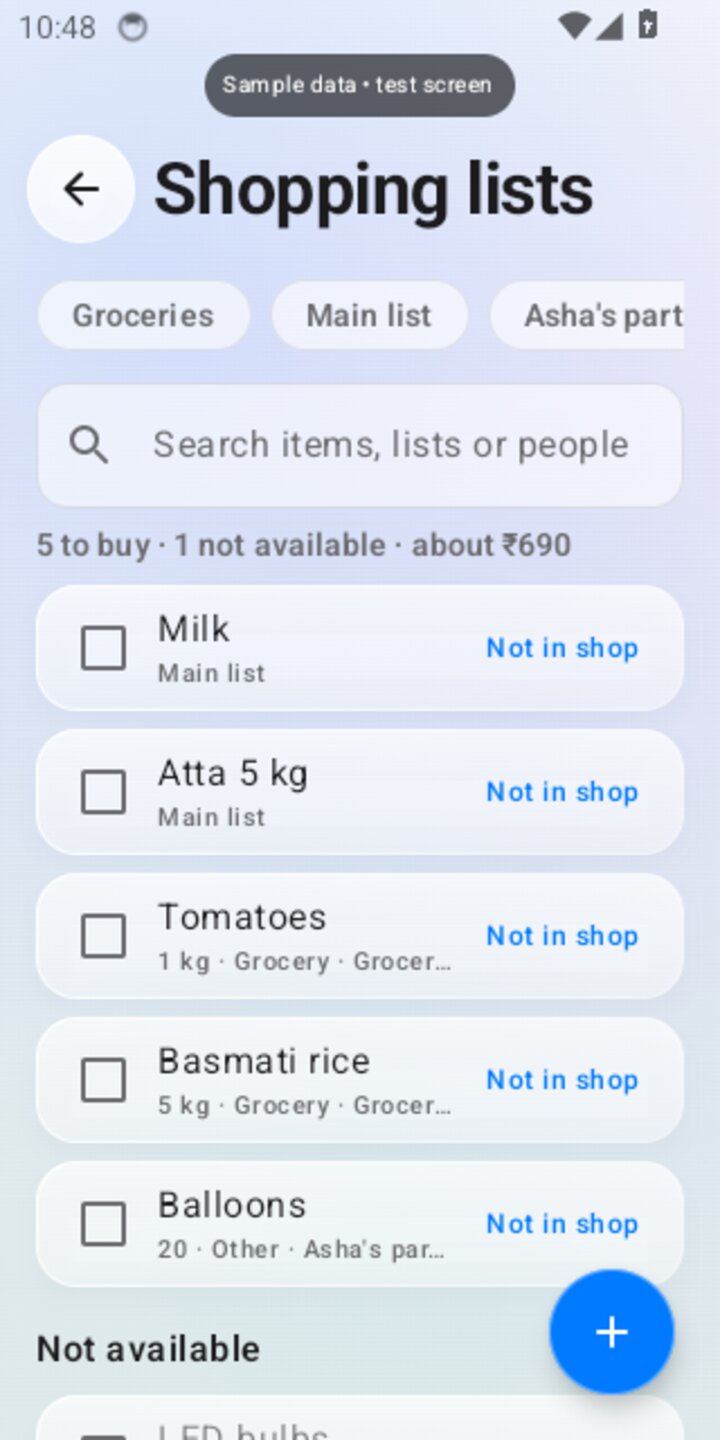 10:48
Sample data • test screen
Shopping lists
Groceries
Main list
Asha's part
Search items, lists or people
5 to buy · 1 not available · about ₹690
Milk
Main list
Not in shop
Atta 5 kg
Main list
Not in shop
Tomatoes
1 kg · Grocery · Grocer…
Not in shop
Basmati rice
5 kg · Grocery · Grocer…
Not in shop
Balloons
20 · Other · Asha's par…
Not in shop
Not available
LED bulbs